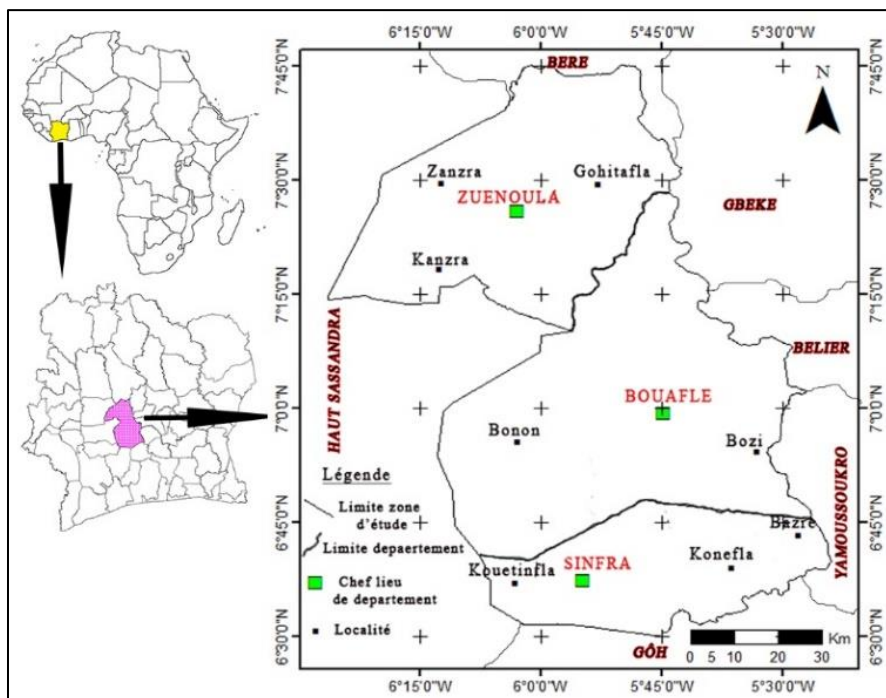 6°15'0"W 6°0'0"W 5°45'0"W 5°30'0"W
7°45'0"N
7°30'0"N
7°15'0"N
7°0'0"N
6°45'0"N
6°30'0"N
BERE
N
Zanzra
Gohitafla
ZUENOULA
GBEKE
Kanzra
HAUT SASSANDRA
BELIER
BOUAFLE
Bonon
Bozi
YAMOUSSOUKRO
Légende
Limite zone
d'étude
Limite depaertement
Chef lieu
de departement
Localité
Bazre
Konefla
Kouetinfla
SINFRA
GÔH
Km
0 5 10 20 30
7°45'0"N
7°30'0"N
7°15'0"N
7°0'0"N
6°45'0"N
6°30'0"N
6°15'0"W 6°0'0"W 5°45'0"W 5°30'0"W